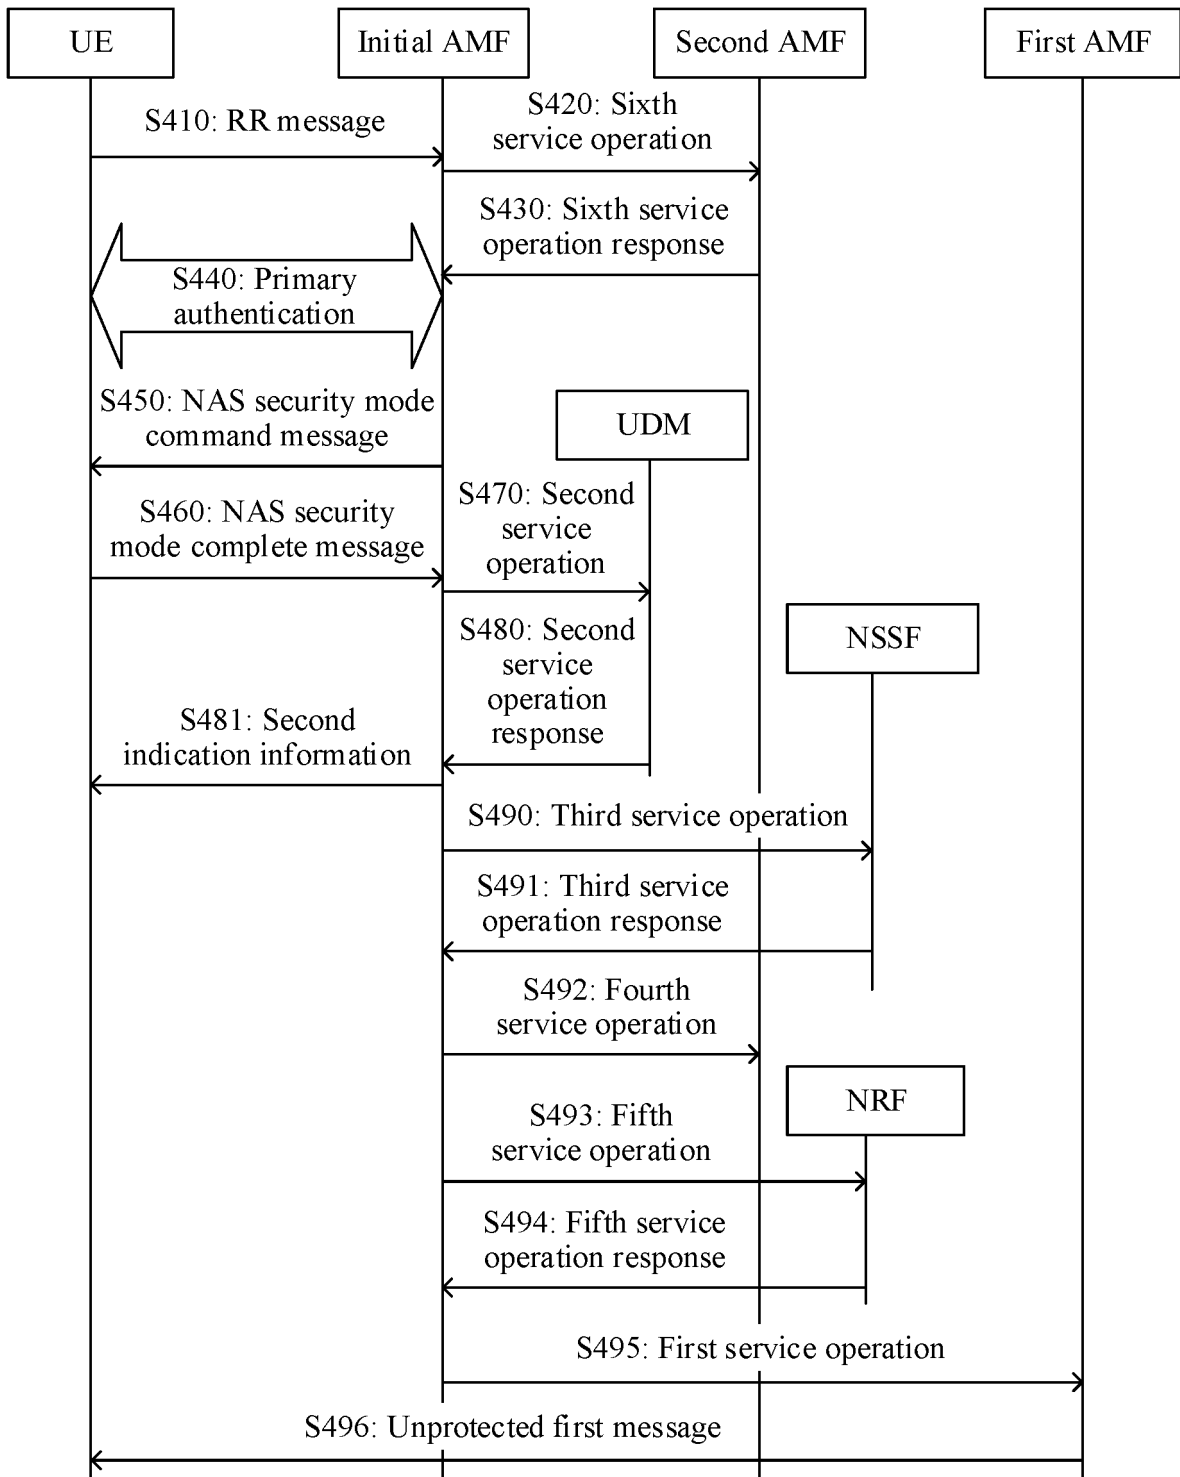 UE
Initial AMF
Second AMF
First AMF
S410: RR message
S420: Sixth
service operation
S430: Sixth service
operation response
S440: Primary
authentication
S450: NAS security mode
command message
UDM
S460: NAS security
mode complete message
S470: Second
service
operation
S480: Second
service
operation
response
NSSF
S481: Second
indication information
S490: Third service operation
S491: Third service
operation response
S492: Fourth
service operation
NRF
S493: Fifth
service operation
S494: Fifth service
operation response
S495: First service operation
S496: Unprotected first message